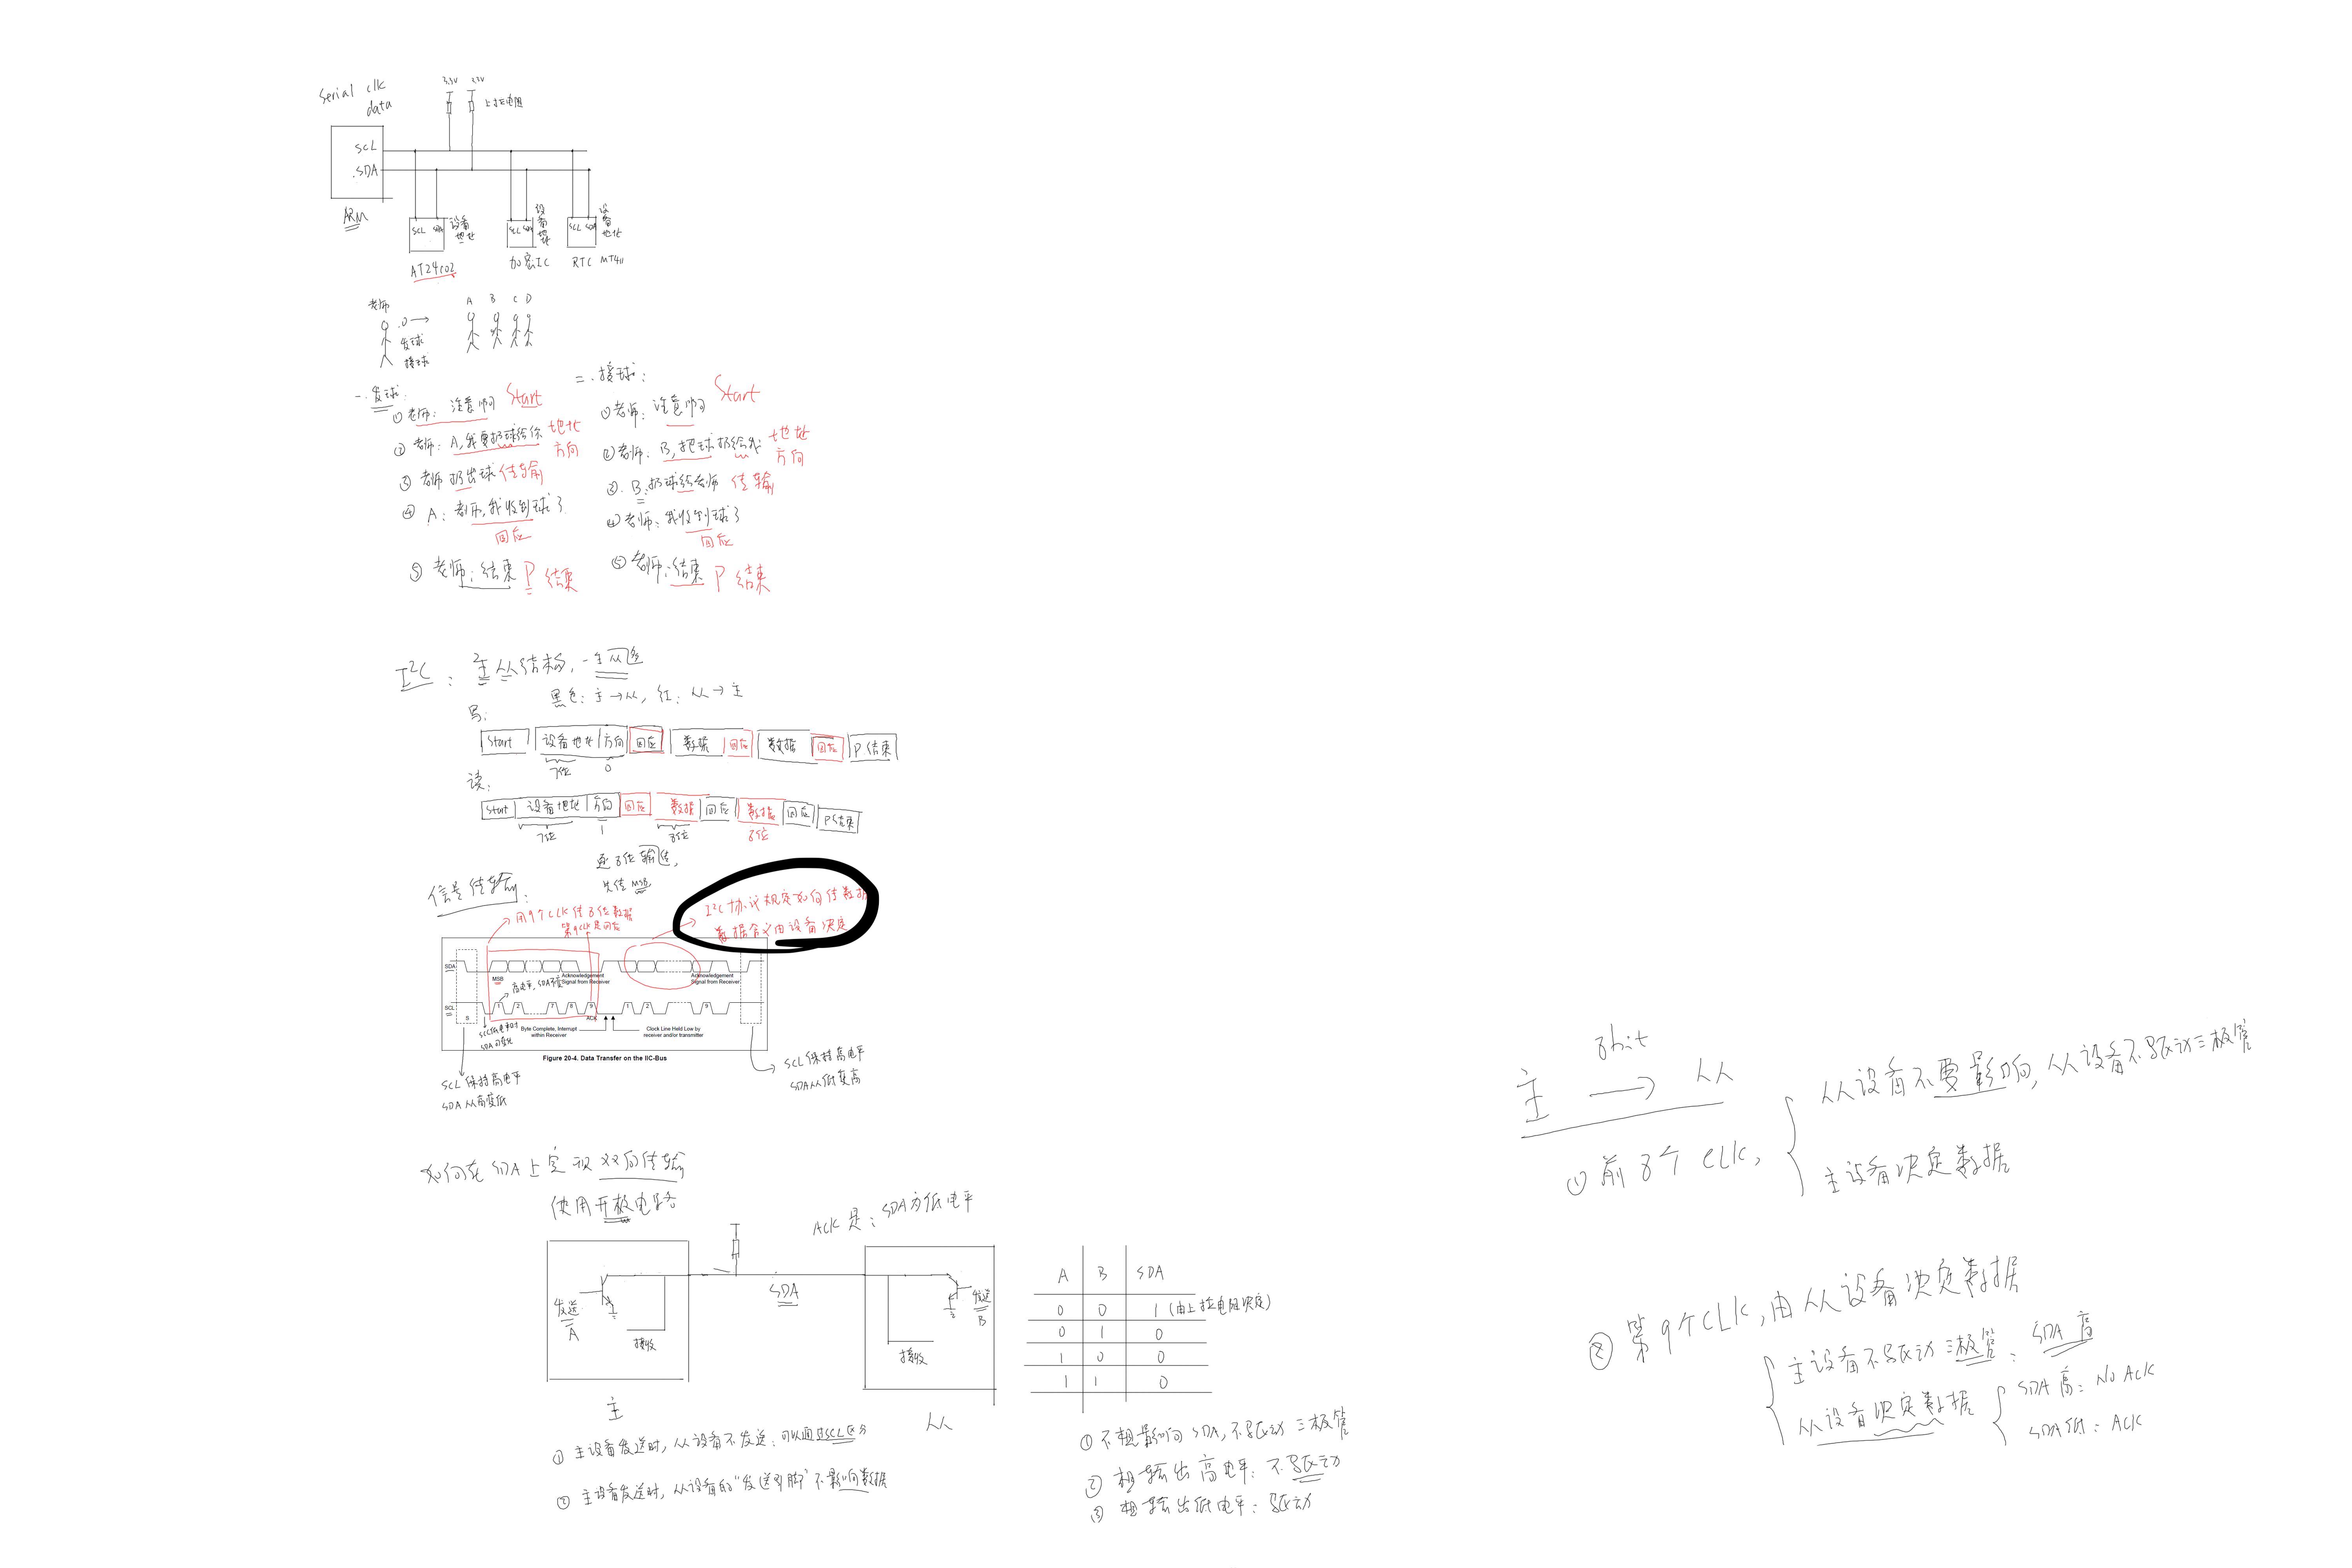 Serial clk
data
3.3V 3.3V
上拉电阻
SCL
SDA
ARM
SCL SDA 设备地址
SCL SDA 设备地址
SCL SDA 设备地址
AT24C02
加密IC
RTC
老师
A B C D
发球
接球
一.发球:
①老师: 注意啊 Start
②老师: A,我要扔球给你 地址 方向
③老师扔出球 传输
④A: 老师,我收到球了
回应
⑤老师: 结束 P 结束
二.接球:
①老师: 注意啊 Start
②老师: B,把球扔给我 地址 方向
③B:扔球给老师 传输
④老师: 我收到球了
回应
⑤老师: 结束 P 结束
I²C: 主从结构, 一主从多
黑色: 主→从, 红: 从→主
写:
Start 设备地址 方向 回应 数据 回应 数据 回应 P结束
7位 0
读:
Start 设备地址 方向 回应 数据 回应 数据 回应 P结束
7位 1 8位 8位
逐8位传输,
先传MSB
信号传输:
用9个CLK传8位数据
第9CLK是回应
I²C协议规定如何传数据
数据含义由设备决定
SDA
MSB
Acknowledgement
Signal from Receiver
Acknowledgement
Signal from Receiver
高电平, SDA不变
SCL
S
1 2 7 8 9 1 2 9
ACK
SCL低电平时
SDA可变化
Byte Complete, Interrupt
within Receiver
Clock Line Held Low by
receiver and/or transmitter
Figure 20-4. Data Transfer on the IIC-Bus
SCL保持高电平
SDA从高变低
SCL保持高电平
SDA从低变高
如何在SDA上实现双向传输
使用开极电路
ACK是: SDA为低电平
发送
A
接收
主
SDA
发送
B
接收
从
A B SDA
0 0 1 (由上拉电阻决定)
0 1 0
1 0 0
1 1 0
①主设备发送时, 从设备不发送: 可以通过SCL区分
②主设备发送时, 从设备的"发送引脚"不影响数据
①不想影响SDA, 不驱动三极管
②想输出高电平: 不驱动
③想输出低电平: 驱动
8bit
主 → 从
①前8个CLK,
从设备不要影响, 从设备不驱动三极管
主设备决定数据
②第9个CLK, 由从设备决定数据
主设备不驱动三极管: SDA高
从设备决定数据
SDA高: No ACK
SDA低: ACK